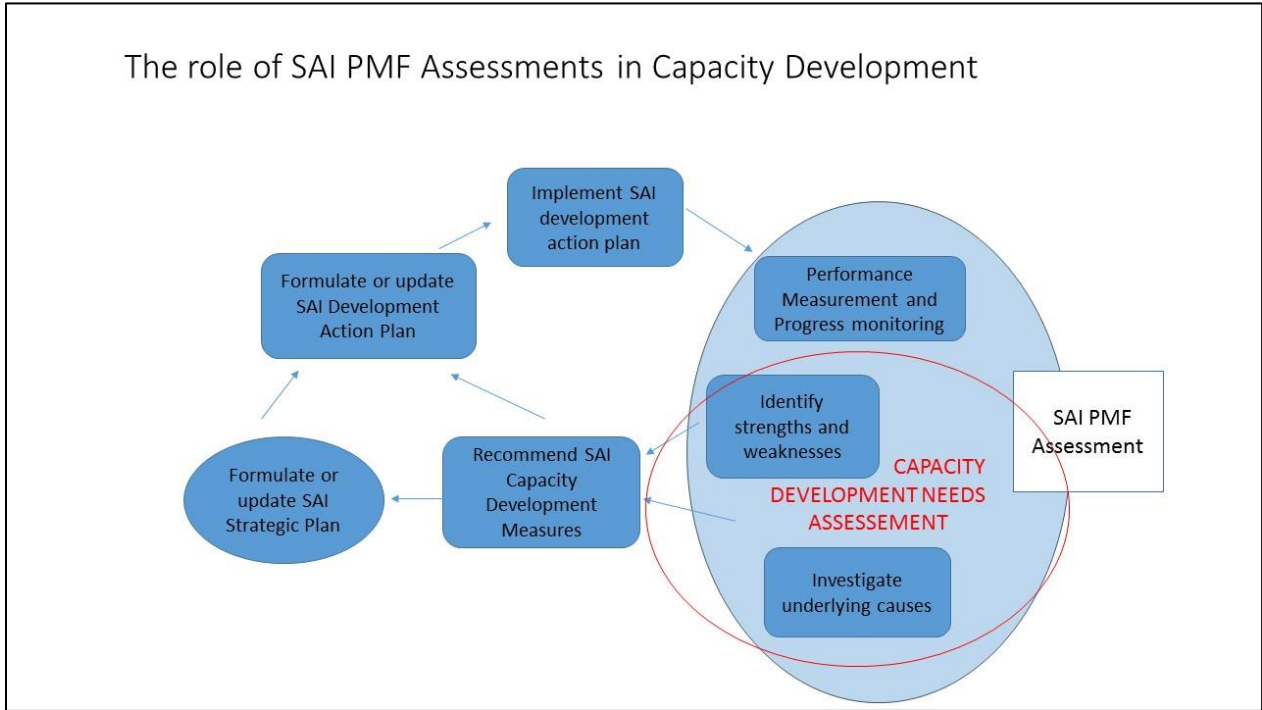 The role of SAI PMF Assessments in Capacity Development
Implement SAI
development
action plan
Formulate or update
SAI Development
Action Plan
Performance
Measurement and
Progress monitoring
Identify
strengths and
weaknesses
SAI PMF
Assessment
CAPACITY
DEVELOPMENT NEEDS
ASSESSEMENT
Recommend SAI
Capacity
Development
Measures
Formulate or
update SAI
Strategic Plan
Investigate
underlying causes